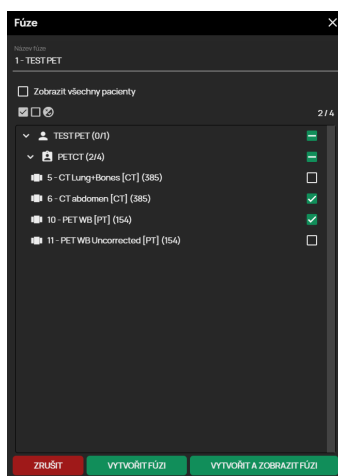 Fúze
Název fúze
1 - TEST PET
Zobrazit všechny pacienty
2 / 4
TEST PET (0/1)
PETCT (2/4)
5 - CT Lung+Bones [CT] (385)
6 - CT abdomen [CT] (385)
10 - PET WB [PT] (154)
11 - PET WB Uncorrected [PT] (154)
ZRUŠIT
VYTVOŘIT FÚZI
VYTVOŘIT A ZOBRAZIT FÚZI